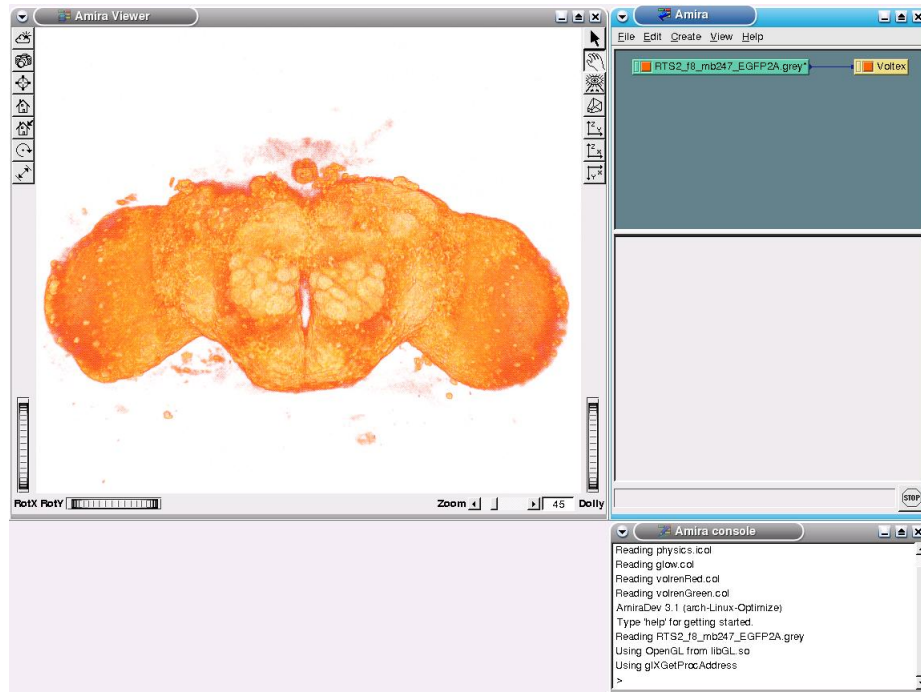 Amira Viewer
RotX RotY
Zoom 45 Dolly
Amira
File Edit Create View Help
RTS2_f8_mb247_EGFP2A.grey* Voltex
STOP
Amira console
Reading physics.icol
Reading glow.col
Reading volrenRed.col
Reading volrenGreen.col
AmiraDev 3.1 (arch-Linux-Optimize)
Type 'help' for getting started.
Reading RTS2_f8_mb247_EGFP2A.grey
Using OpenGL from libGL.so
Using glXGetProcAddress
>